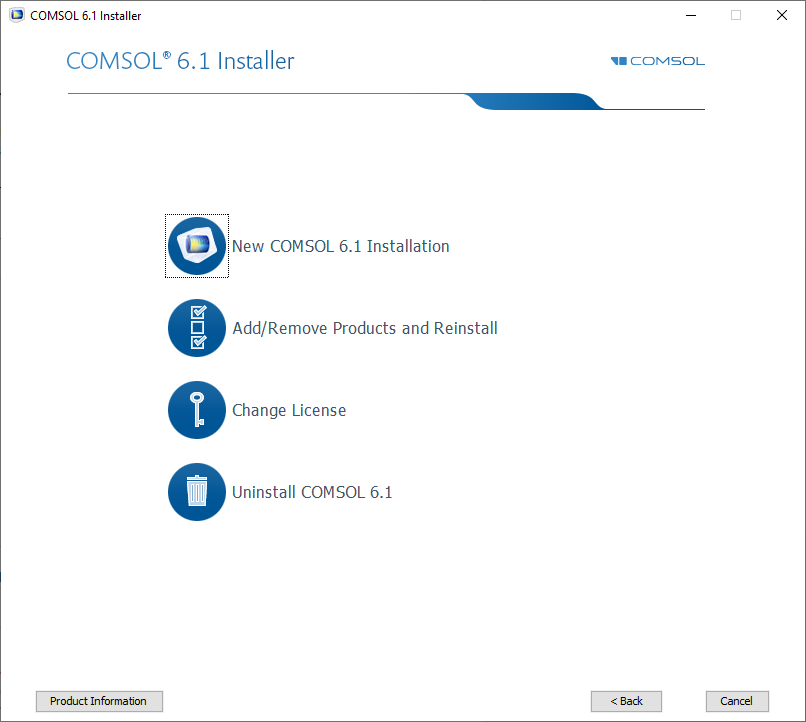 COMSOL 6.1 Installer
COMSOL® 6.1 Installer
COMSOL
New COMSOL 6.1 Installation
Add/Remove Products and Reinstall
Change License
Uninstall COMSOL 6.1
Product Information
< Back
Cancel